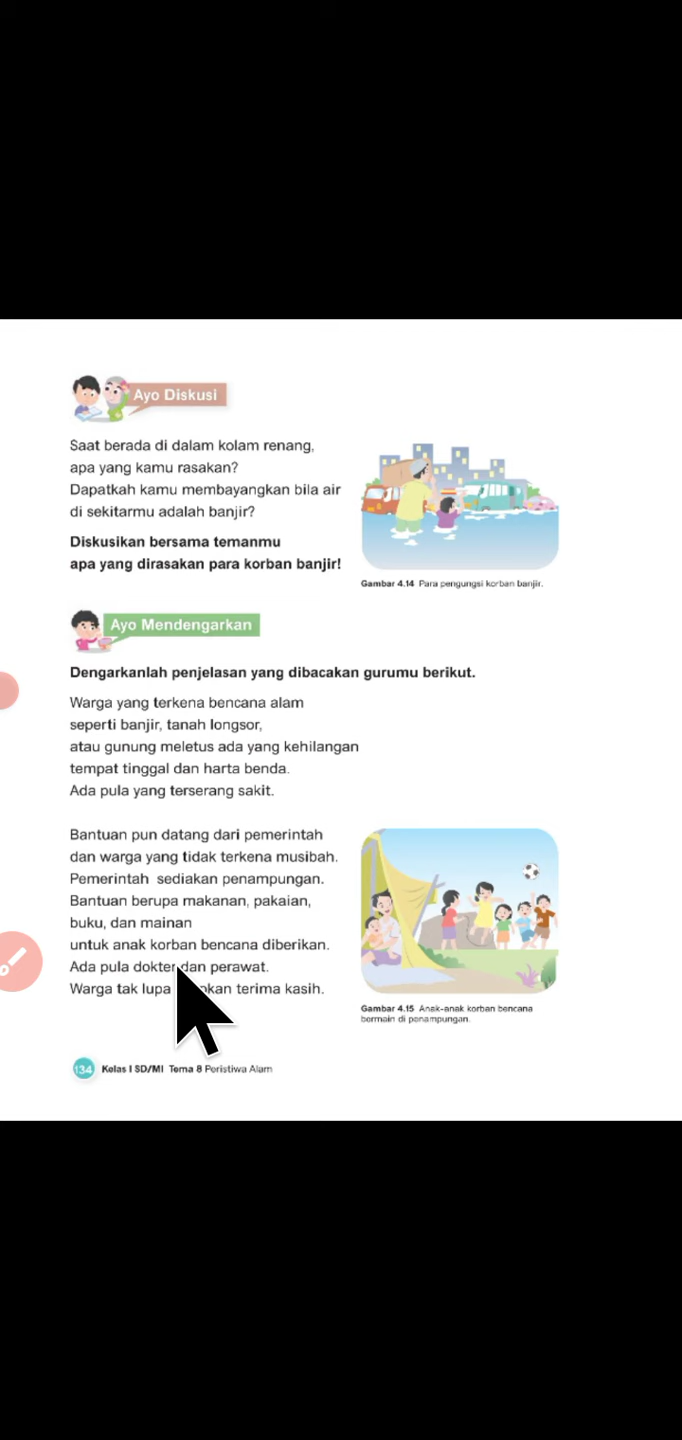 Ayo Diskusi
Saat berada di dalam kolam renang,
apa yang kamu rasakan?
Dapatkah kamu membayangkan bila air
di sekitarmu adalah banjir?
Diskusikan bersama temanmu
apa yang dirasakan para korban banjir!
Gambar 4.14 Para pengungsi korban banjir.
Ayo Mendengarkan
Dengarkanlah penjelasan yang dibacakan gurumu berikut.
Warga yang terkena bencana alam
seperti banjir, tanah longsor,
atau gunung meletus ada yang kehilangan
tempat tinggal dan harta benda.
Ada pula yang terserang sakit.
Bantuan pun datang dari pemerintah
dan warga yang tidak terkena musibah.
Pemerintah sediakan penampungan.
Bantuan berupa makanan, pakaian,
buku, dan mainan
untuk anak korban bencana diberikan.
Ada pula dokter dan perawat.
Warga tak lupa terima kasih.
Gambar 4.15 Anak-anak korban bencana
bermain di penampungan.
134 Kelas I SD/MI Tema 8 Peristiwa Alam